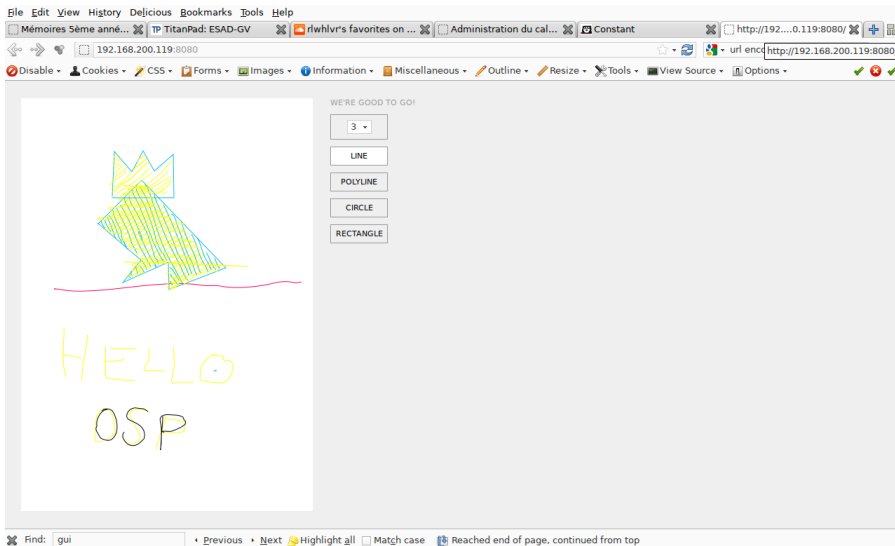 File Edit View History Delicious Bookmarks Tools Help
Mémoires 5ème anné... TP TitanPad: ESAD-GV rlwhlvr's favorites on ... Administration du cal... Constant http://192....0.119:8080/
192.168.200.119:8080 url enc http://192.168.200.119:8080/
Disable Cookies CSS Forms Images Information Miscellaneous Outline Resize Tools View Source Options
WE'RE GOOD TO GO!
3
LINE
POLYLINE
CIRCLE
RECTANGLE
HELLO
OSP
Find: gui Previous Next Highlight all Match case Reached end of page, continued from top